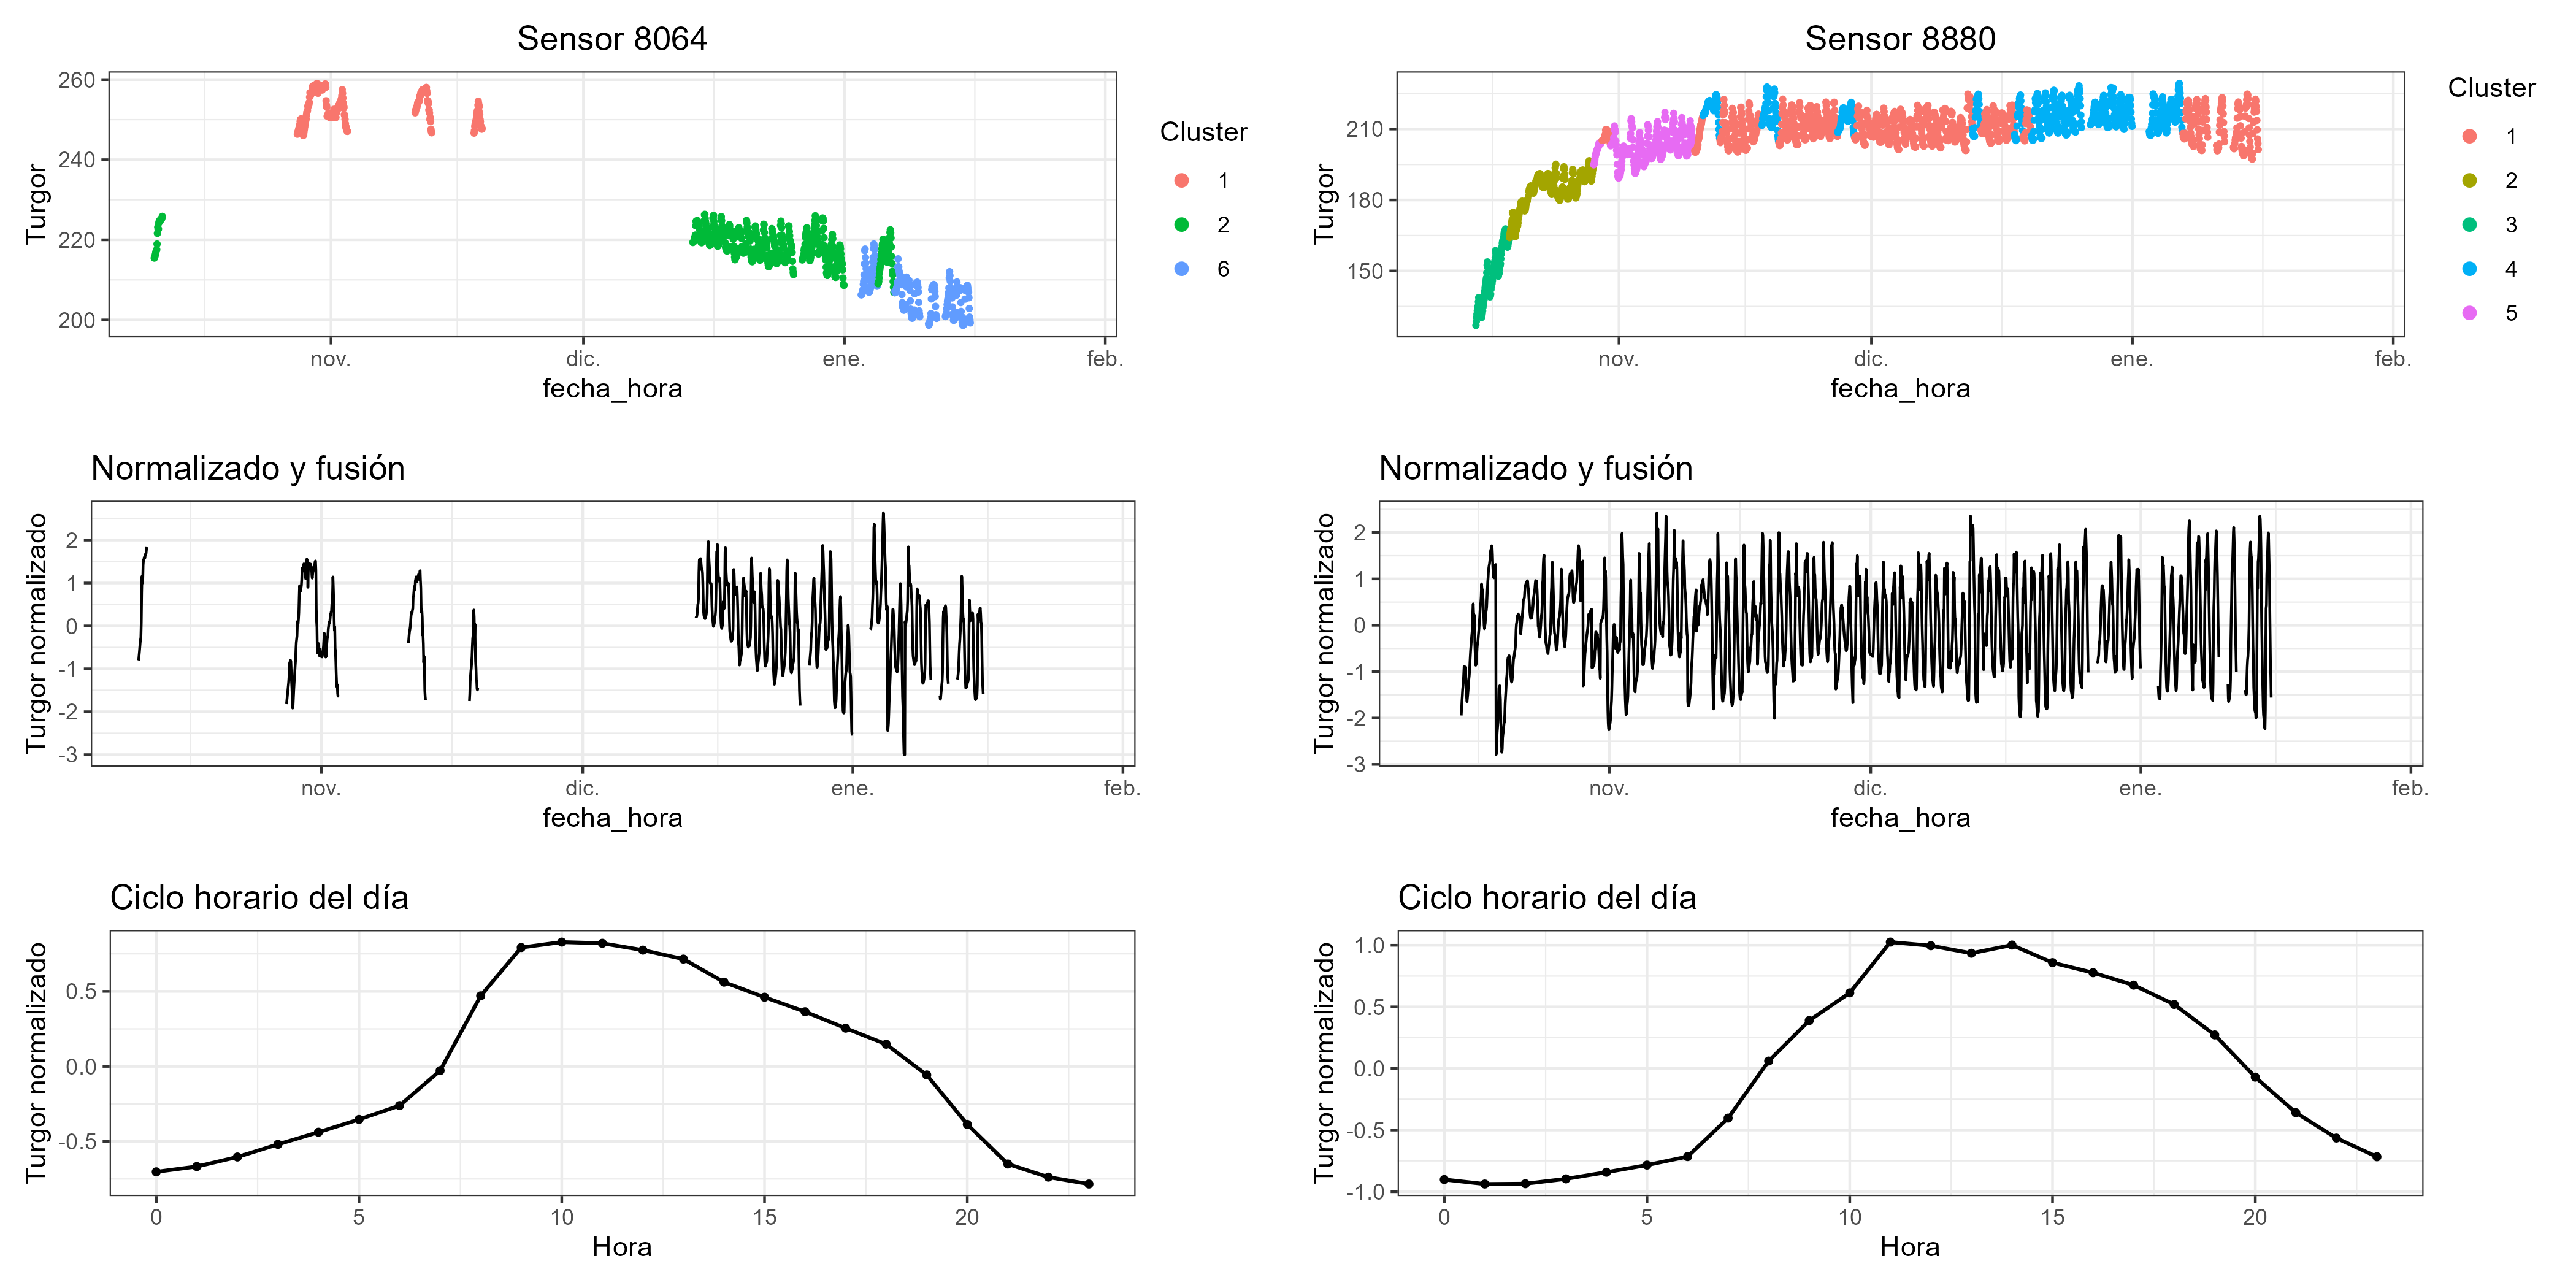 Sensor 8064
260
240
220
200
Turgor
nov.
dic.
ene.
feb.
fecha_hora
Cluster
1
2
6
Sensor 8880
210
180
150
Turgor
nov.
dic.
ene.
feb.
fecha_hora
Cluster
1
2
3
4
5
Normalizado y fusión
2
1
0
-1
-2
-3
Turgor normalizado
nov.
dic.
ene.
feb.
fecha_hora
Normalizado y fusión
2
1
0
-1
-2
-3
Turgor normalizado
nov.
dic.
ene.
feb.
fecha_hora
Ciclo horario del día
0.5
0.0
-0.5
Turgor normalizado
0
5
10
15
20
Hora
Ciclo horario del día
1.0
0.5
0.0
-0.5
-1.0
Turgor normalizado
0
5
10
15
20
Hora